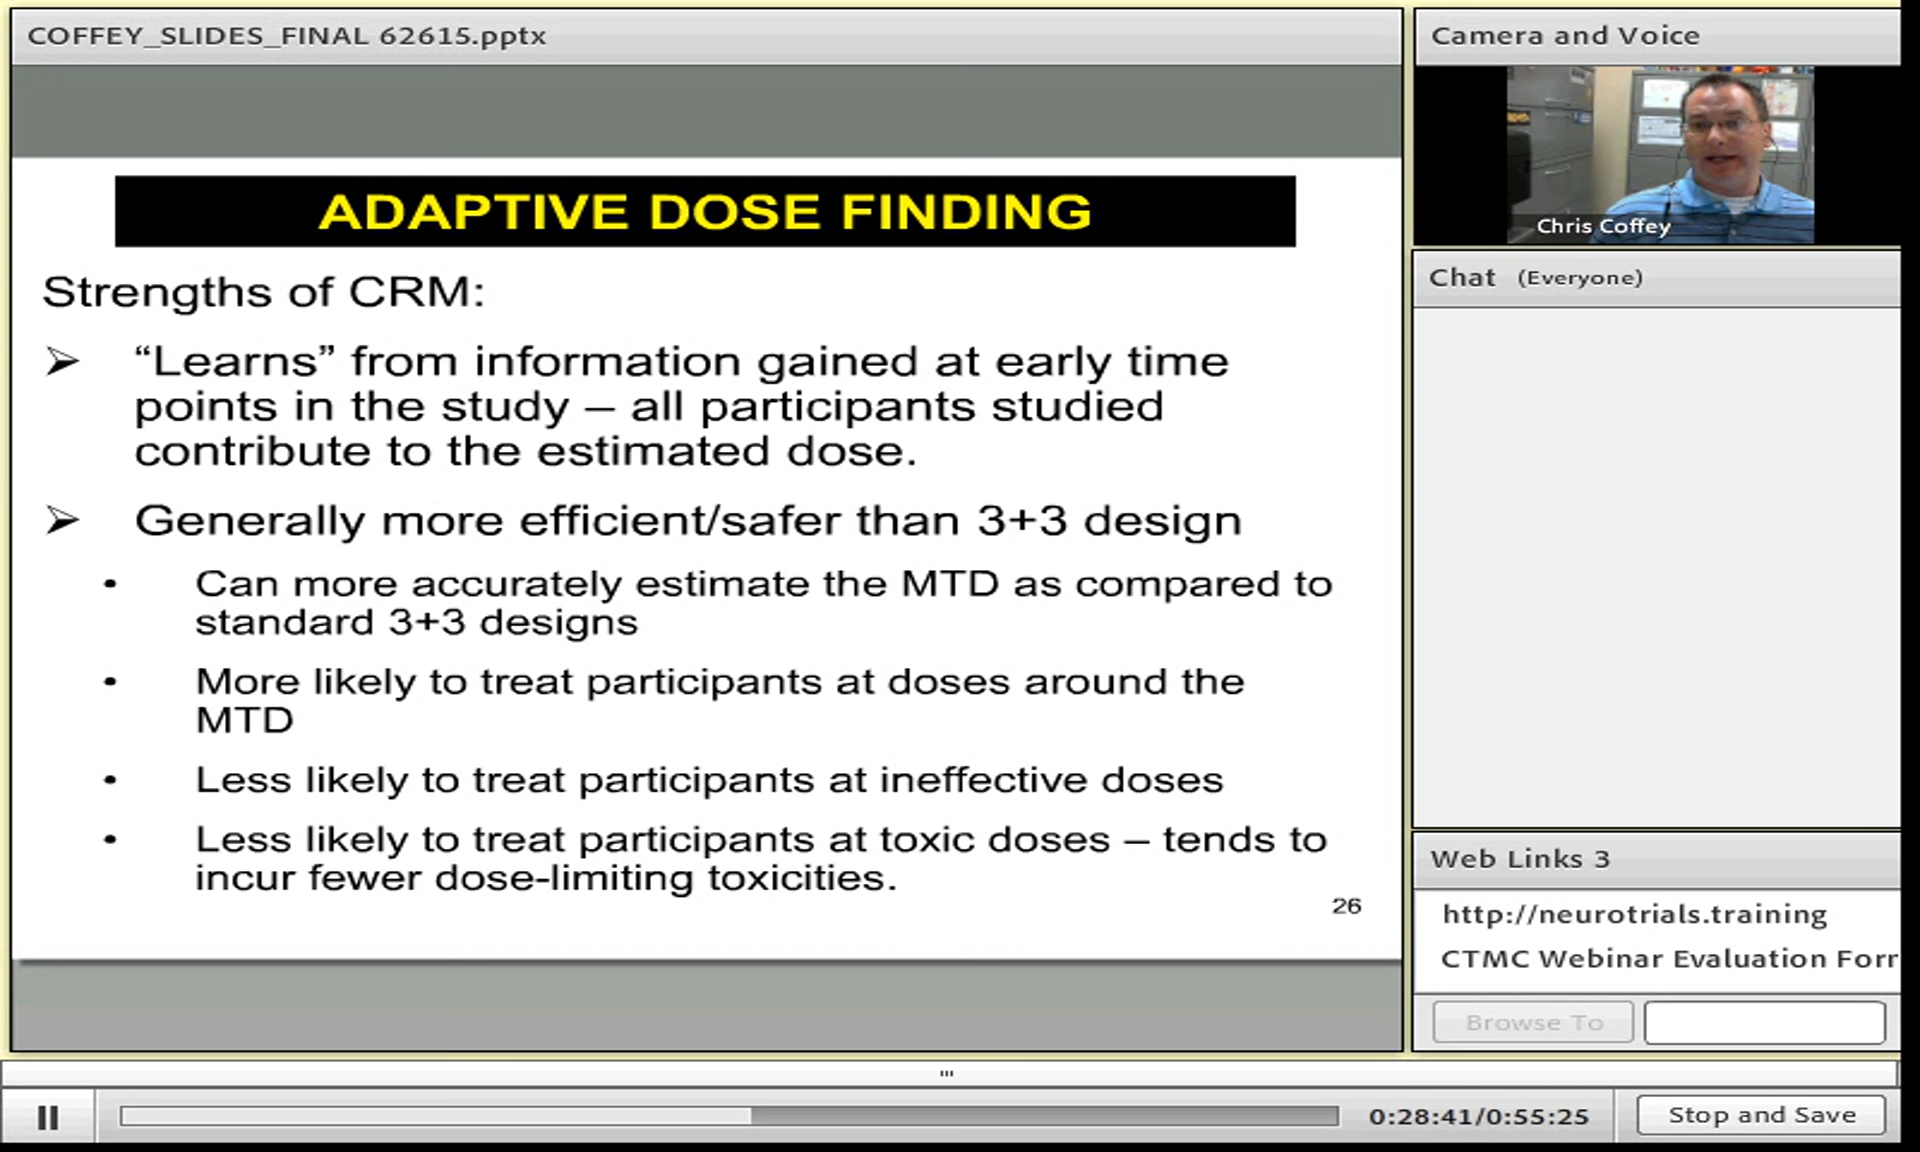 COFFEY_SLIDES_FINAL 62615.pptx
ADAPTIVE DOSE FINDING
Strengths of CRM:
➢ “Learns” from information gained at early time
points in the study – all participants studied
contribute to the estimated dose.
➢ Generally more efficient/safer than 3+3 design
• Can more accurately estimate the MTD as compared to
standard 3+3 designs
• More likely to treat participants at doses around the
MTD
• Less likely to treat participants at ineffective doses
• Less likely to treat participants at toxic doses – tends to
incur fewer dose-limiting toxicities.
26
Camera and Voice
Chris Coffey
Chat (Everyone)
Web Links 3
http://neurotrials.training
CTMC Webinar Evaluation Forr
Browse To
0:28:41/0:55:25
Stop and Save